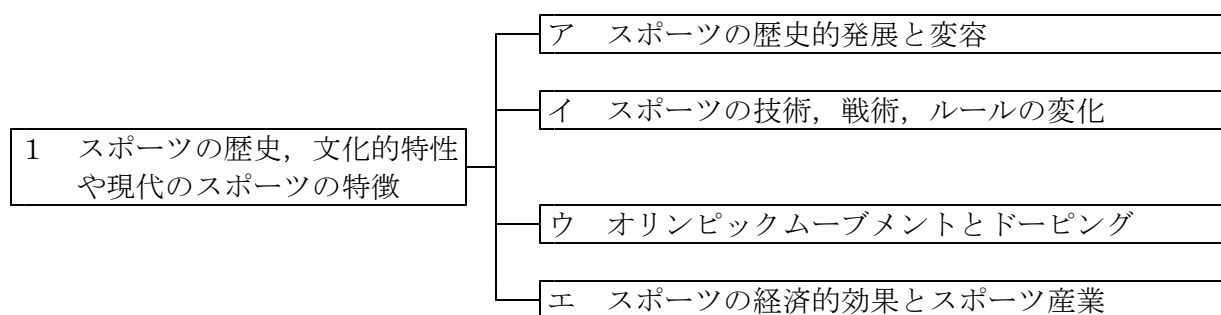 ア　スポーツの歴史的発展と変容
イ　スポーツの技術，戦術，ルールの変化
1　スポーツの歴史，文化的特性
や現代のスポーツの特徴
ウ　オリンピックムーブメントとドーピング
エ　スポーツの経済的効果とスポーツ産業